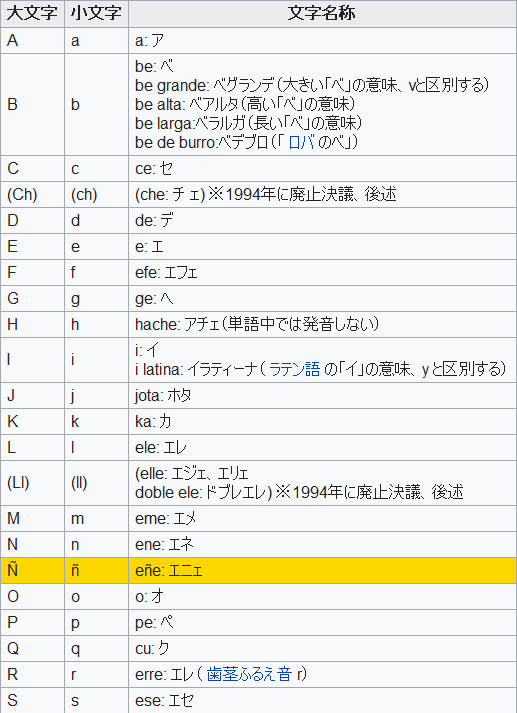 大文字 小文字 文字名称
A a a: ア
B b be: ベ
be grande: ベグランデ（大きい「ベ」の意味、vと区別する）
be alta: ベアルタ（高い「ベ」の意味）
be larga:ベラルガ（長い「ベ」の意味）
be de burro:ベデブロ（「ロバのベ」）
C c ce: セ
(Ch) (ch) (che: チェ) ※1994年に廃止決議、後述
D d de: デ
E e e: エ
F f efe: エフェ
G g ge: ヘ
H h hache: アチェ（単語中では発音しない）
I i i: イ
i latina: イラティーナ（ラテン語の「イ」の意味、yと区別する）
J j jota: ホタ
K k ka: カ
L l ele: エレ
(Ll) (ll) (elle: エジェ、エリェ
doble ele: ドブレエレ) ※1994年に廃止決議、後述
M m eme: エメ
N n ene: エネ
Ñ ñ eñe: エニェ
O o o: オ
P p pe: ペ
Q q cu: ク
R r erre: エレ（歯茎ふるえ音 r）
S s ese: エセ